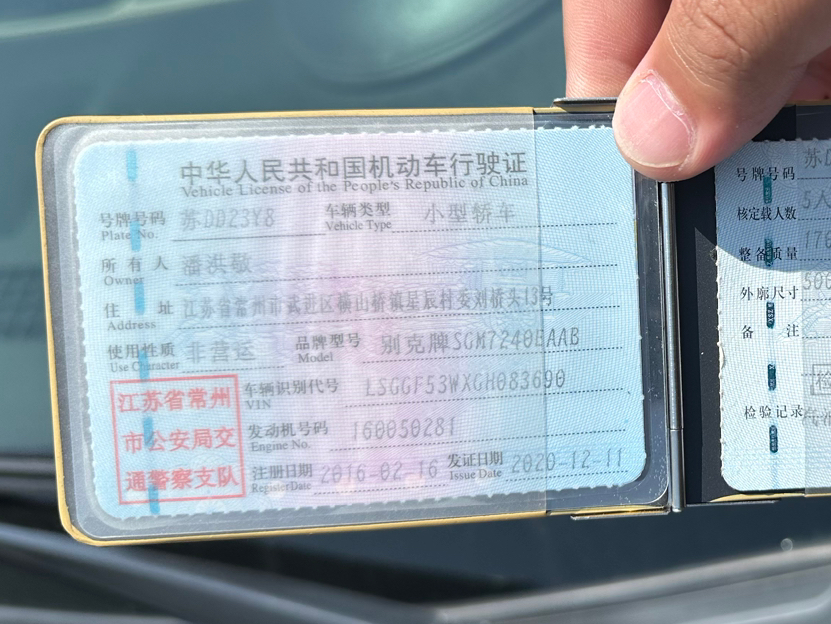 中华人民共和国机动车行驶证
Vehicle License of the People's Republic of China
号牌号码 苏DD23Y8 车辆类型 小型轿车
Plate No. Vehicle Type
所有人 潘洪敏
Owner
住址 江苏省常州市武进区横山桥镇星辰村委刘桥头13号
Address
使用性质 非营运 品牌型号 别克牌SGM7240EAAB
Use Character Model
车辆识别代号 LSGGF53WXGH083690
VIN
发动机号码 160050281
Engine No.
注册日期 2016-02-16 发证日期 2020-12-11
Register Date Issue Date
江苏省常州
市公安局交
通警察支队
号牌号码 苏
核定载人数 5人
整备质量
外廓尺寸
备注
检验记录